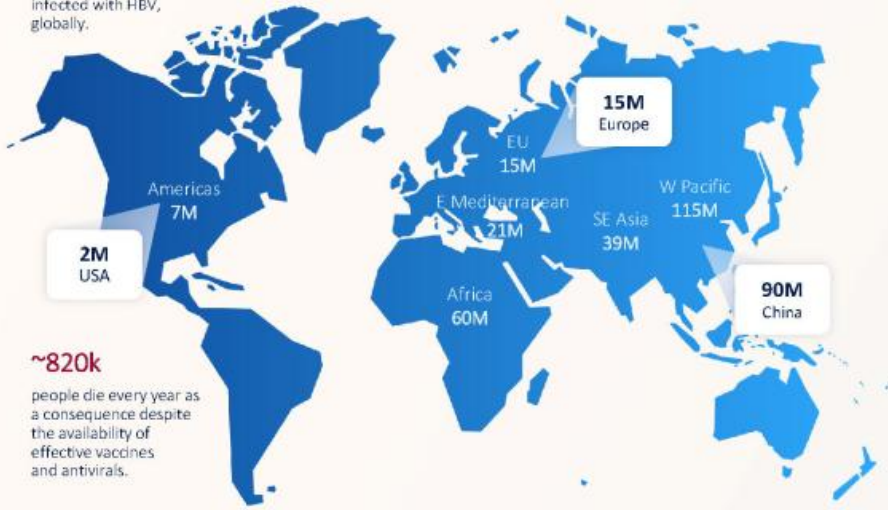 infected with HBV,
globally.
15M
Europe
EU
15M
Americas
7M
E Mediterranean
21M
W Pacific
115M
SE Asia
39M
2M
USA
Africa
60M
90M
China
~820k
people die every year as
a consequence despite
the availability of
effective vaccines
and antivirals.